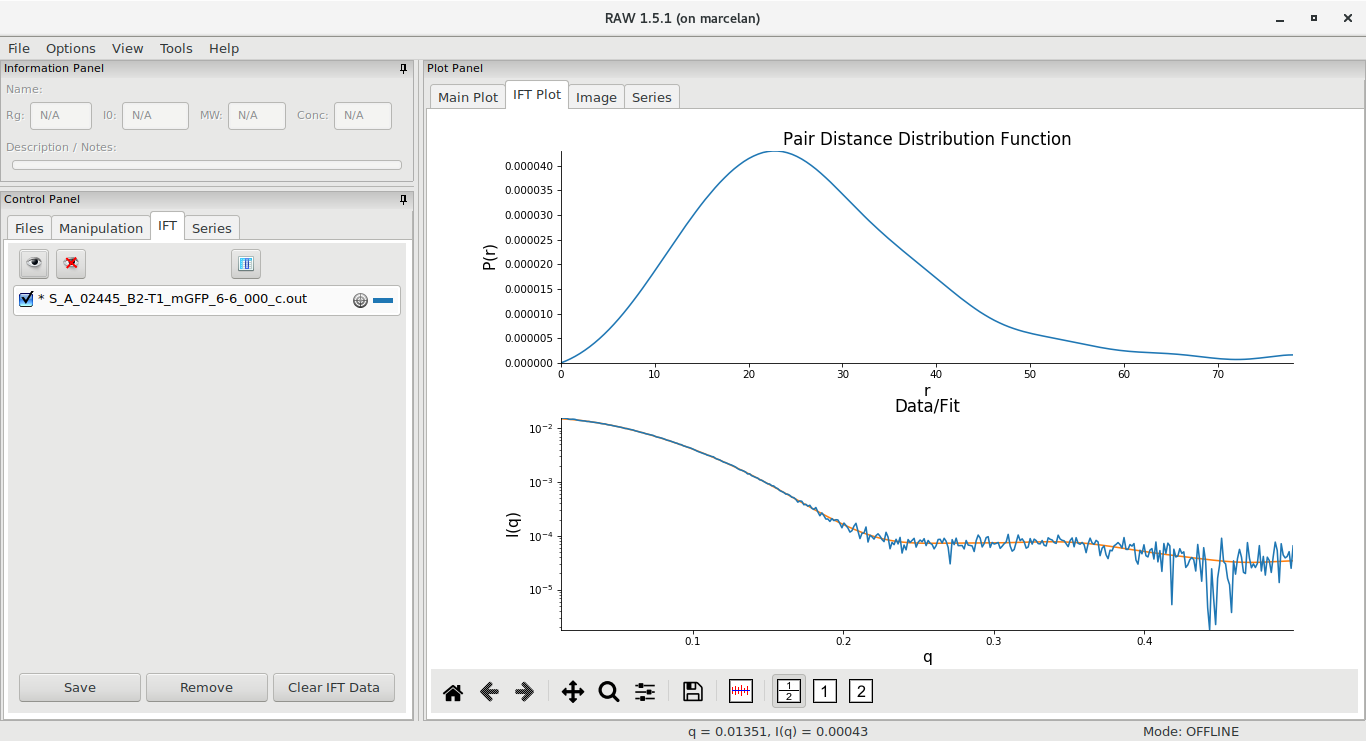 RAW 1.5.1 (on marcelan)
File Options View Tools Help
Information Panel
Name:
Rg: N/A I0: N/A MW: N/A Conc: N/A
Description / Notes:
Control Panel
Files Manipulation IFT Series
* S_A_02445_B2-T1_mGFP_6-6_000_c.out
Save Remove Clear IFT Data
Plot Panel
Main Plot IFT Plot Image Series
Pair Distance Distribution Function
P(r)
0.000040
0.000035
0.000030
0.000025
0.000020
0.000015
0.000010
0.000005
0.000000
0 10 20 30 40 50 60 70
r
Data/Fit
I(q)
10⁻²
10⁻³
10⁻⁴
10⁻⁵
0.1 0.2 0.3 0.4
q
1 2 1 2
q = 0.01351, I(q) = 0.00043 Mode: OFFLINE